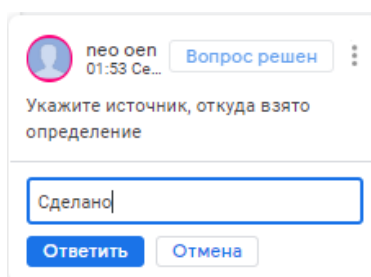 neo oen
01:53 Се...
Вопрос решен
Укажите источник, откуда взято
определение
Сделано
Ответить
Отмена